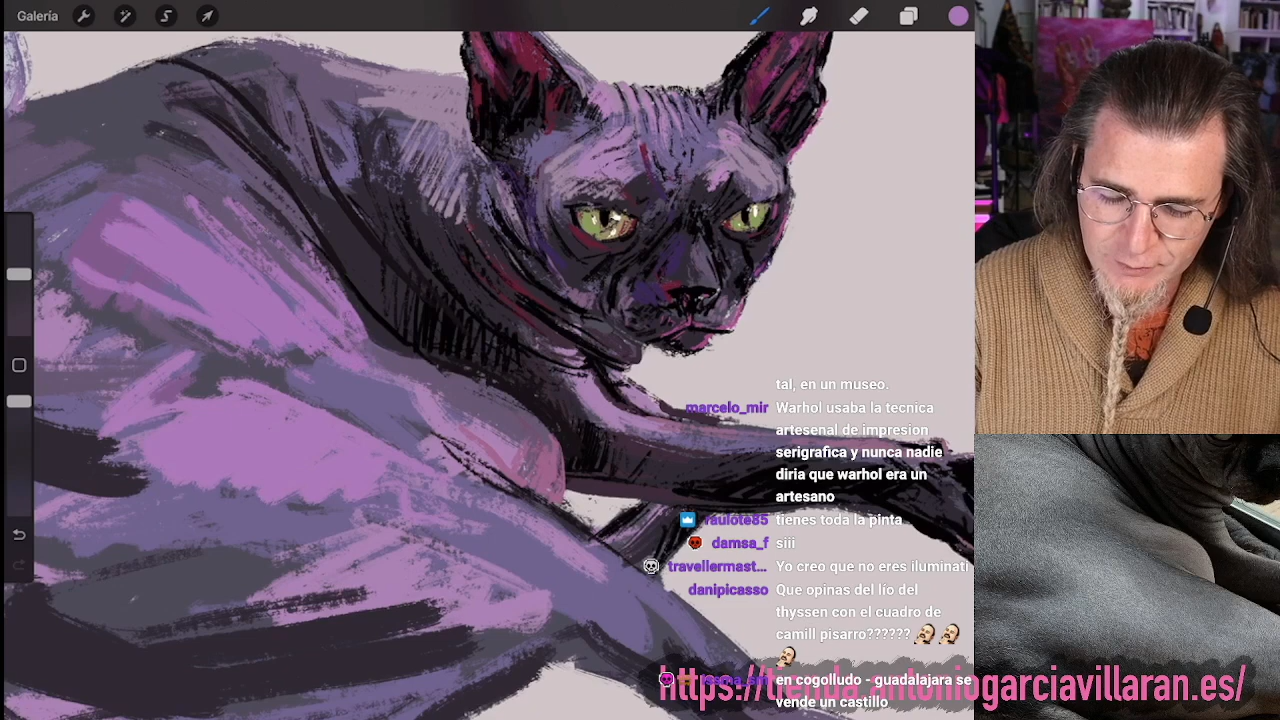 Galería
tal, en un museo.
marcelo_mir Warhol usaba la tecnica
artesenal de impresion
serigrafica y nunca nadie
diria que warhol era un
artesano
raulote85 tienes toda la pinta
damsa_f siii
travellermast... Yo creo que no eres iluminati
danipicasso Que opinas del lío del
thyssen con el cuadro de
camill pisarro??????
en cogolludo - guadalajara se
vende un castillo
https://tienda.antoniogarciavillaran.es/